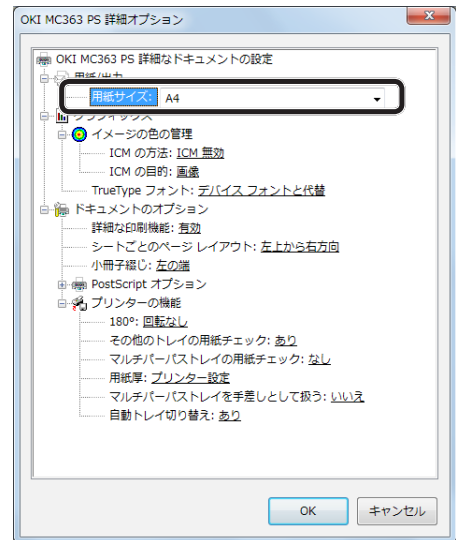 OKI MC363 PS 詳細オプション
OKI MC363 PS 詳細なドキュメントの設定
用紙/出力
用紙サイズ: A4
グラフィックス
イメージの色の管理
ICM の方法: ICM 無効
ICM の目的: 画像
TrueType フォント: デバイス フォントと代替
ドキュメントのオプション
詳細な印刷機能: 有効
シートごとのページ レイアウト: 左上から右方向
小冊子綴じ: 左の端
PostScript オプション
プリンターの機能
180°: 回転なし
その他のトレイの用紙チェック: あり
マルチパーパストレイの用紙チェック: なし
用紙厚: プリンター設定
マルチパーパストレイを手差しとして扱う: いいえ
自動トレイ切り替え: あり
OK
キャンセル